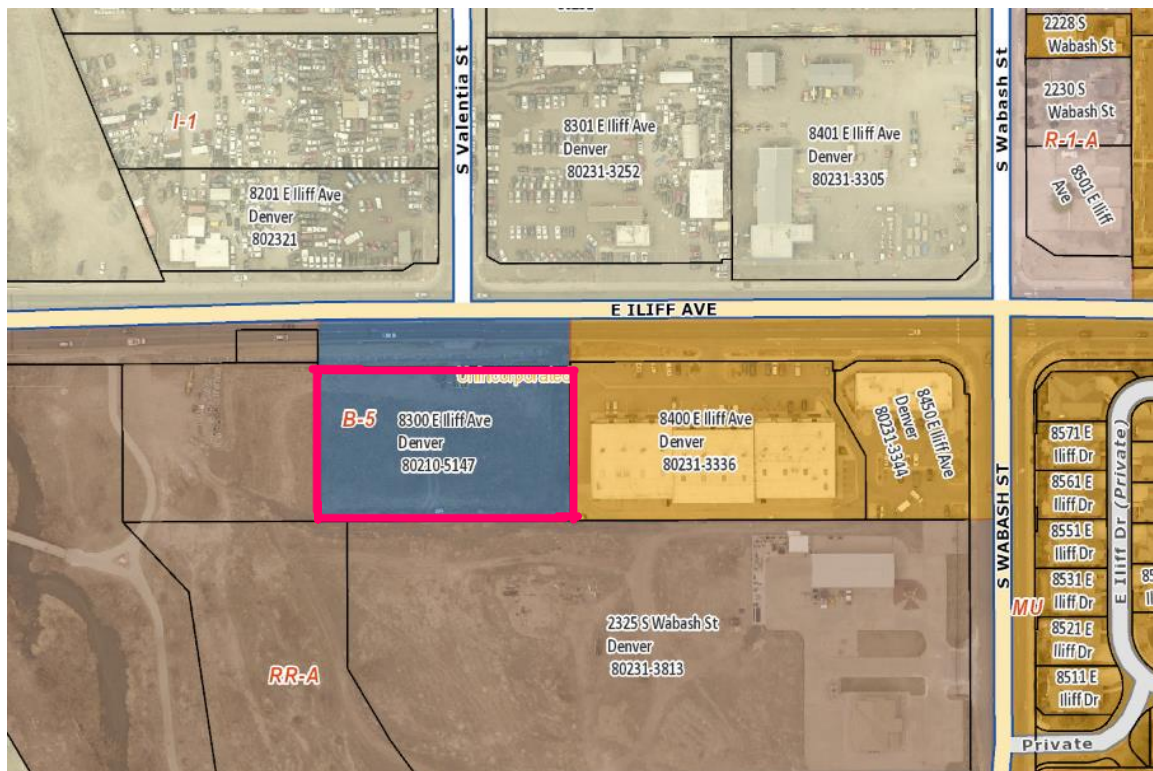 2228 S
Wabash St
S Valentia St
S Wabash St
2230 S
Wabash St
I-1
8301 E Iliff Ave
Denver
80231-3252
8401 E Iliff Ave
Denver
80231-3305
R-1-A
8501 E Iliff
Ave
8201 E Iliff Ave
Denver
802321
E ILIFF AVE
Unincorporated
B-5
8300 E Iliff Ave
Denver
80210-5147
8400 E Iliff Ave
Denver
80231-3336
8450 E Iliff Ave
Denver
80231-3344
8571 E
Iliff Dr
8561 E
Iliff Dr
8551 E
Iliff Dr
8531 E
Iliff Dr
8521 E
Iliff Dr
8511 E
Iliff Dr
E Iliff Dr (Private)
S WABASH ST
MU
2325 S Wabash St
Denver
80231-3813
RR-A
Private